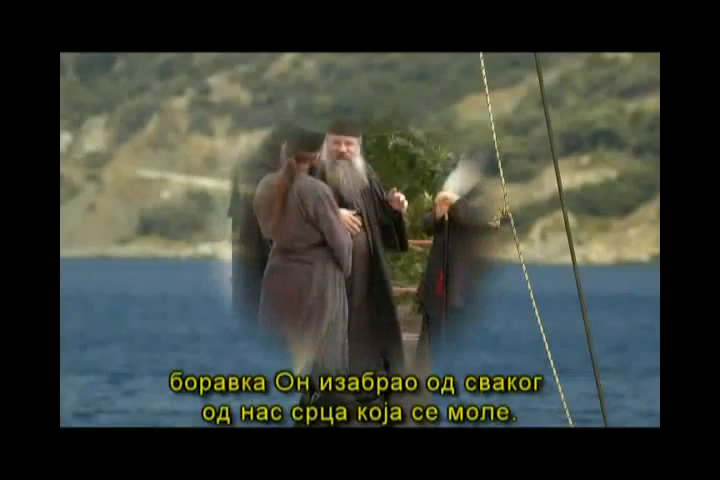 боравка Он изабрао од сваког
од нас срца која се моле.